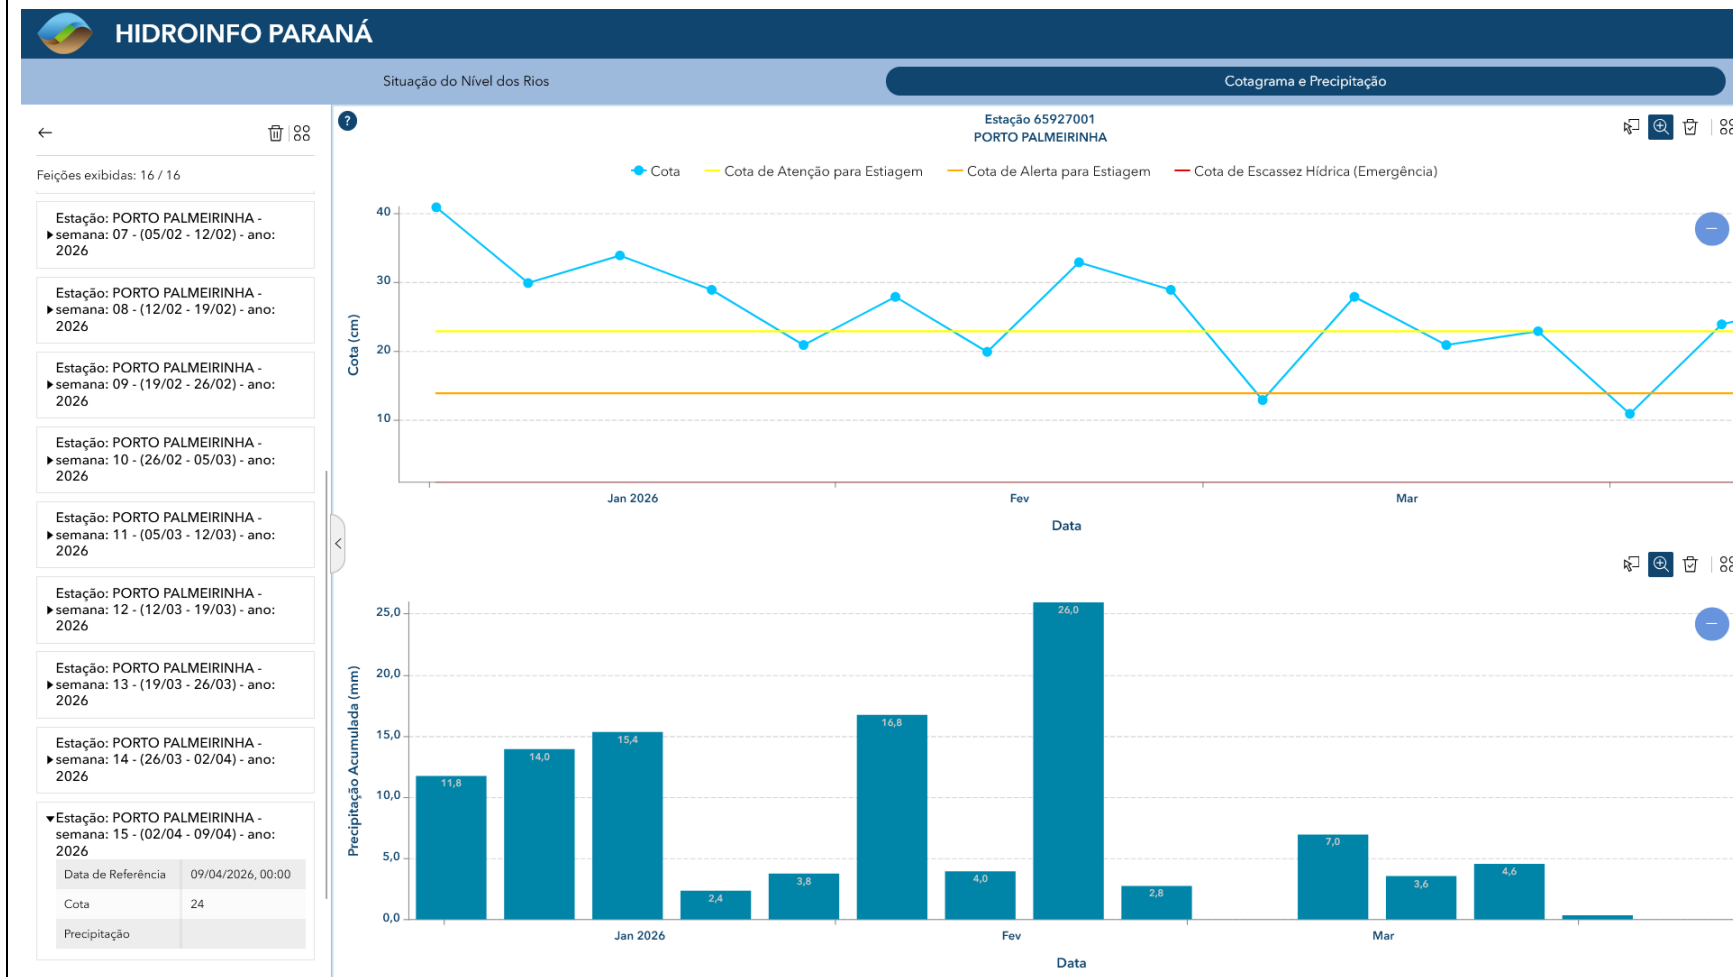 HIDROINFO PARANÁ
Situação do Nível dos Rios
Cotagrama e Precipitação
Feições exibidas: 16 / 16
Estação: PORTO PALMEIRINHA -
semana: 07 - (05/02 - 12/02) - ano:
2026
Estação: PORTO PALMEIRINHA -
semana: 08 - (12/02 - 19/02) - ano:
2026
Estação: PORTO PALMEIRINHA -
semana: 09 - (19/02 - 26/02) - ano:
2026
Estação: PORTO PALMEIRINHA -
semana: 10 - (26/02 - 05/03) - ano:
2026
Estação: PORTO PALMEIRINHA -
semana: 11 - (05/03 - 12/03) - ano:
2026
Estação: PORTO PALMEIRINHA -
semana: 12 - (12/03 - 19/03) - ano:
2026
Estação: PORTO PALMEIRINHA -
semana: 13 - (19/03 - 26/03) - ano:
2026
Estação: PORTO PALMEIRINHA -
semana: 14 - (26/03 - 02/04) - ano:
2026
Estação: PORTO PALMEIRINHA -
semana: 15 - (02/04 - 09/04) - ano:
2026
Data de Referência 09/04/2026, 00:00
Cota 24
Precipitação
?
Estação 65927001
PORTO PALMEIRINHA
Cota Cota de Atenção para Estiagem Cota de Alerta para Estiagem Cota de Escassez Hídrica (Emergência)
Cota (cm)
40
30
20
10
Jan 2026 Fev Mar
Data
Precipitação Acumulada (mm)
25,0
20,0
15,0
10,0
5,0
0,0
11,8 14,0 15,4 2,4 3,8 16,8 4,0 26,0 2,8 7,0 3,6 4,6
Jan 2026 Fev Mar
Data